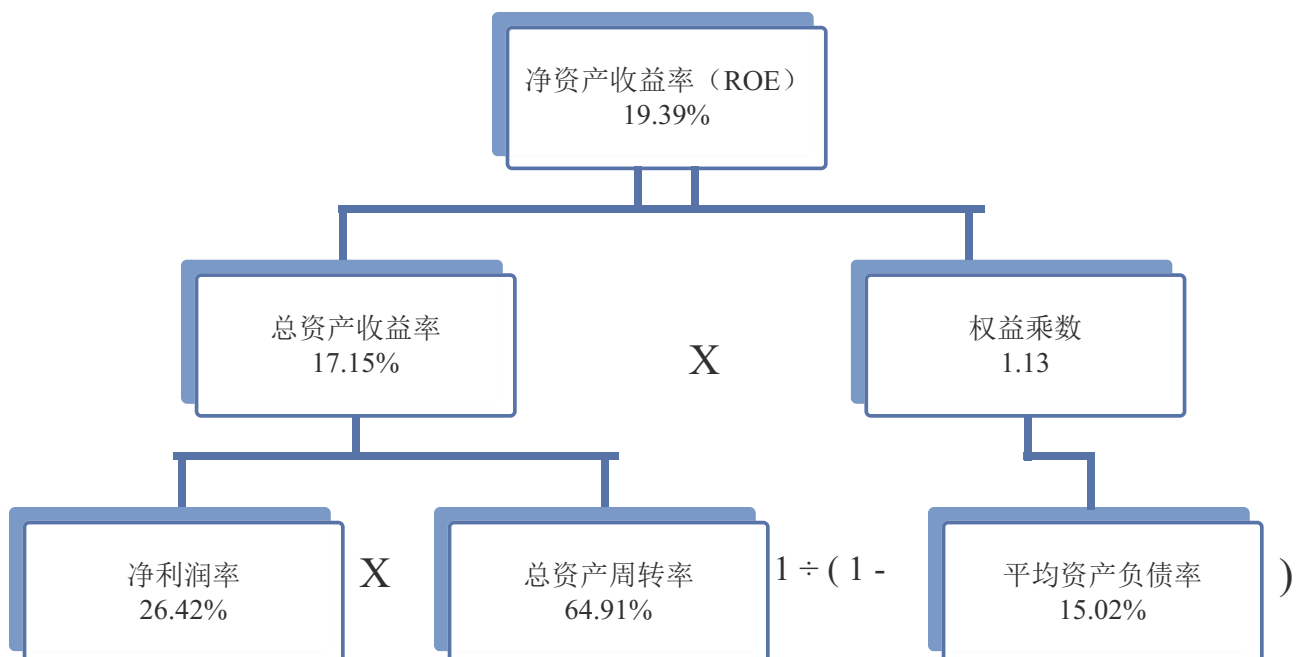 净资产收益率（ROE）
19.39%
总资产收益率
17.15%
X
权益乘数
1.13
净利润率
26.42%
X
总资产周转率
64.91%
1 ÷ ( 1 -
平均资产负债率
15.02%
)